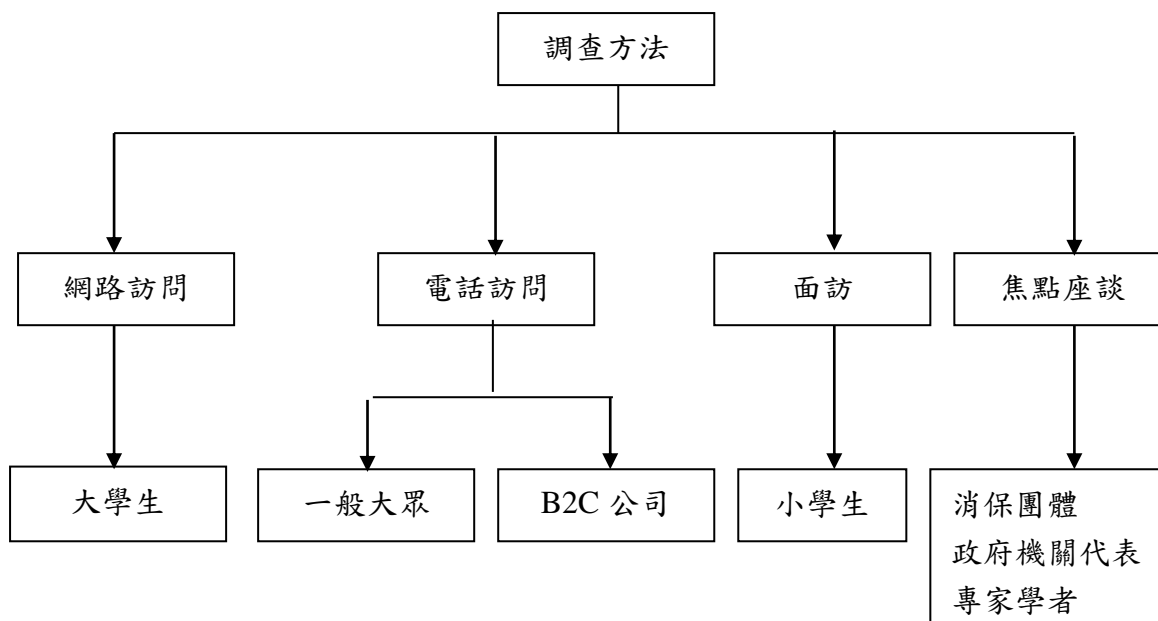 調查方法
網路訪問
電話訪問
面訪
焦點座談
大學生
一般大眾
B2C 公司
小學生
消保團體
政府機關代表
專家學者